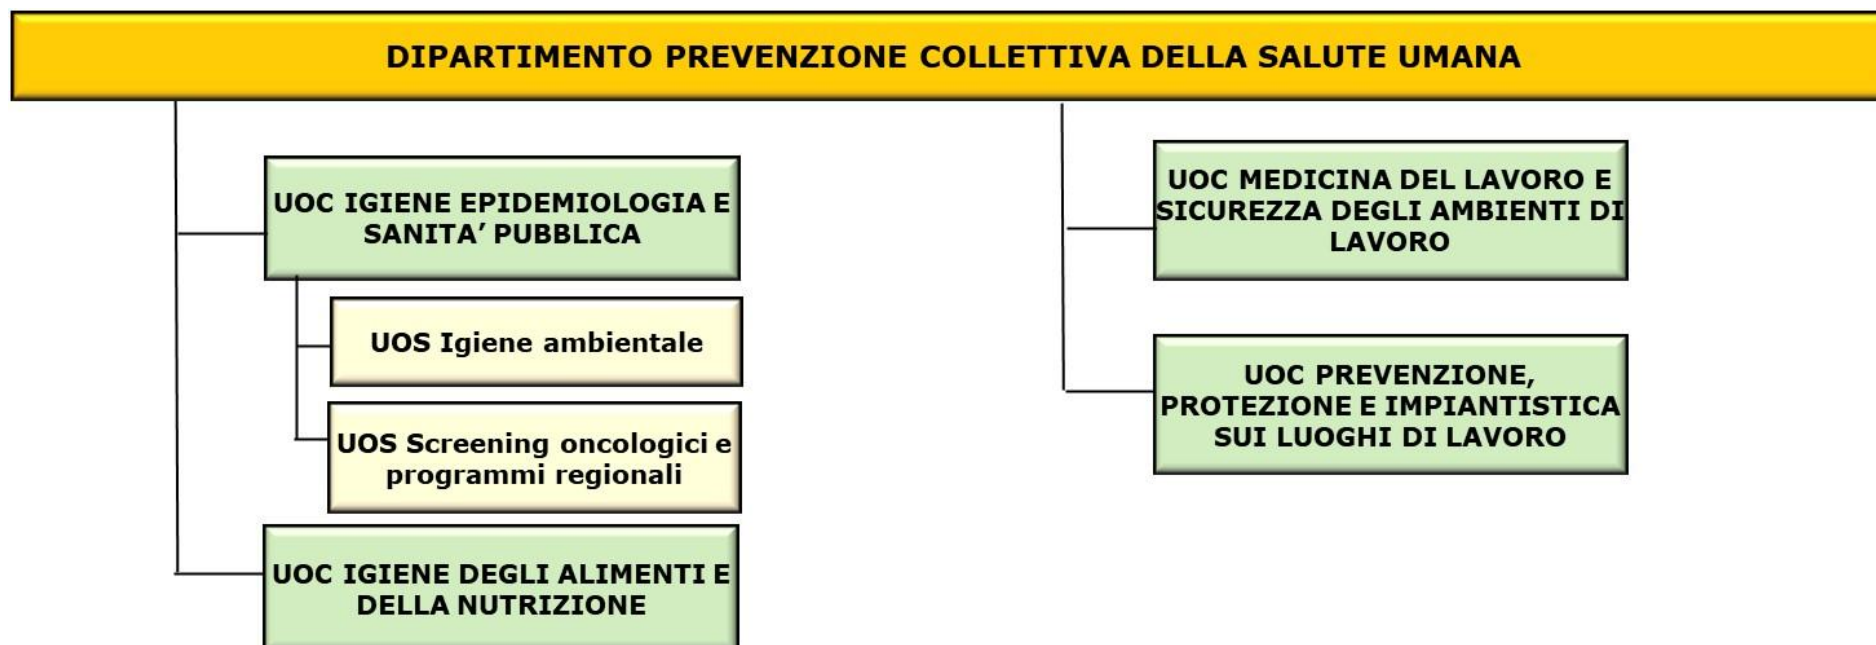 DIPARTIMENTO PREVENZIONE COLLETTIVA DELLA SALUTE UMANA
UOC IGIENE EPIDEMIOLOGIA E
SANITA’ PUBBLICA
UOS Igiene ambientale
UOS Screening oncologici e
programmi regionali
UOC IGIENE DEGLI ALIMENTI E
DELLA NUTRIZIONE
UOC MEDICINA DEL LAVORO E
SICUREZZA DEGLI AMBIENTI DI
LAVORO
UOC PREVENZIONE,
PROTEZIONE E IMPIANTISTICA
SUI LUOGHI DI LAVORO